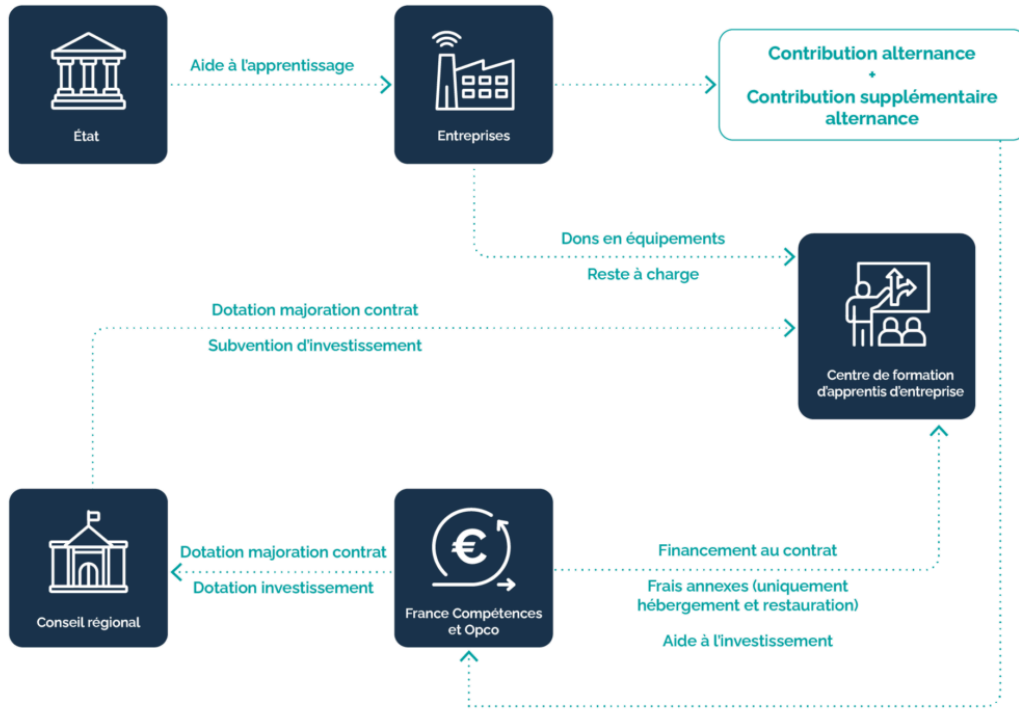 Aide à l'apprentissage
État
Entreprises
Contribution alternance
+
Contribution supplémentaire
alternance
Dons en équipements
Reste à charge
Dotation majoration contrat
Subvention d'investissement
Centre de formation
d'apprentis d'entreprise
Conseil régional
Dotation majoration contrat
Dotation investissement
€
France Compétences
et Opco
Financement au contrat
Frais annexes (uniquement
hébergement et restauration)
Aide à l'investissement